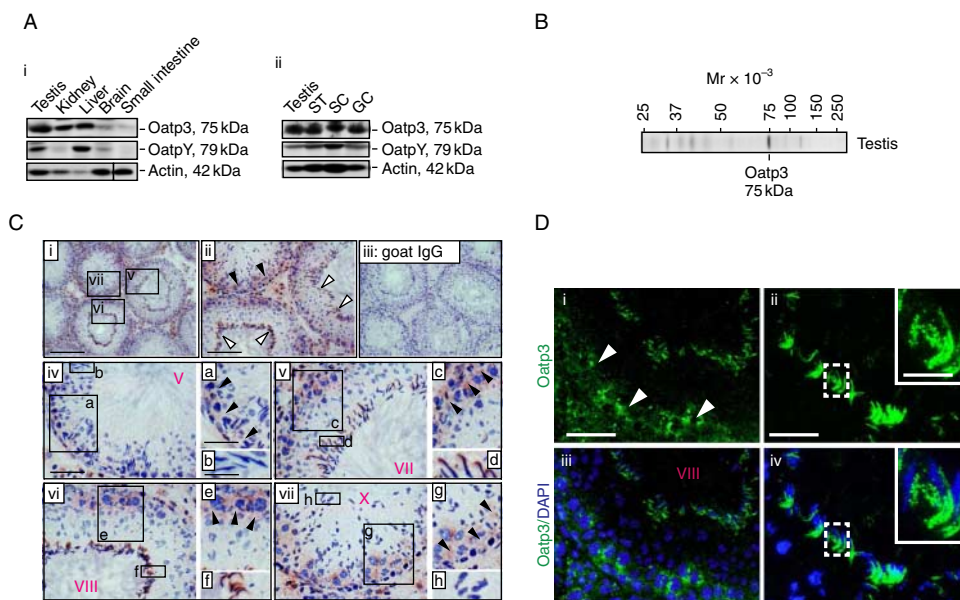 A
i
Testis
Kidney
Liver
Brain
Small intestine
Oatp3, 75 kDa
OatpY, 79 kDa
Actin, 42 kDa
ii
Testis
ST
SC
GC
Oatp3, 75 kDa
OatpY, 79 kDa
Actin, 42 kDa
B
Mr × 10⁻³
25
37
50
75
100
150
250
Testis
Oatp3
75 kDa
C
i
vii
v
vi
ii
iii: goat IgG
iv
b
V
a
a
b
v
c
d
VII
c
d
vi
e
VIII
f
e
f
vii
h
X
g
g
h
D
Oatp3
i
ii
Oatp3/DAPI
iii
VIII
iv